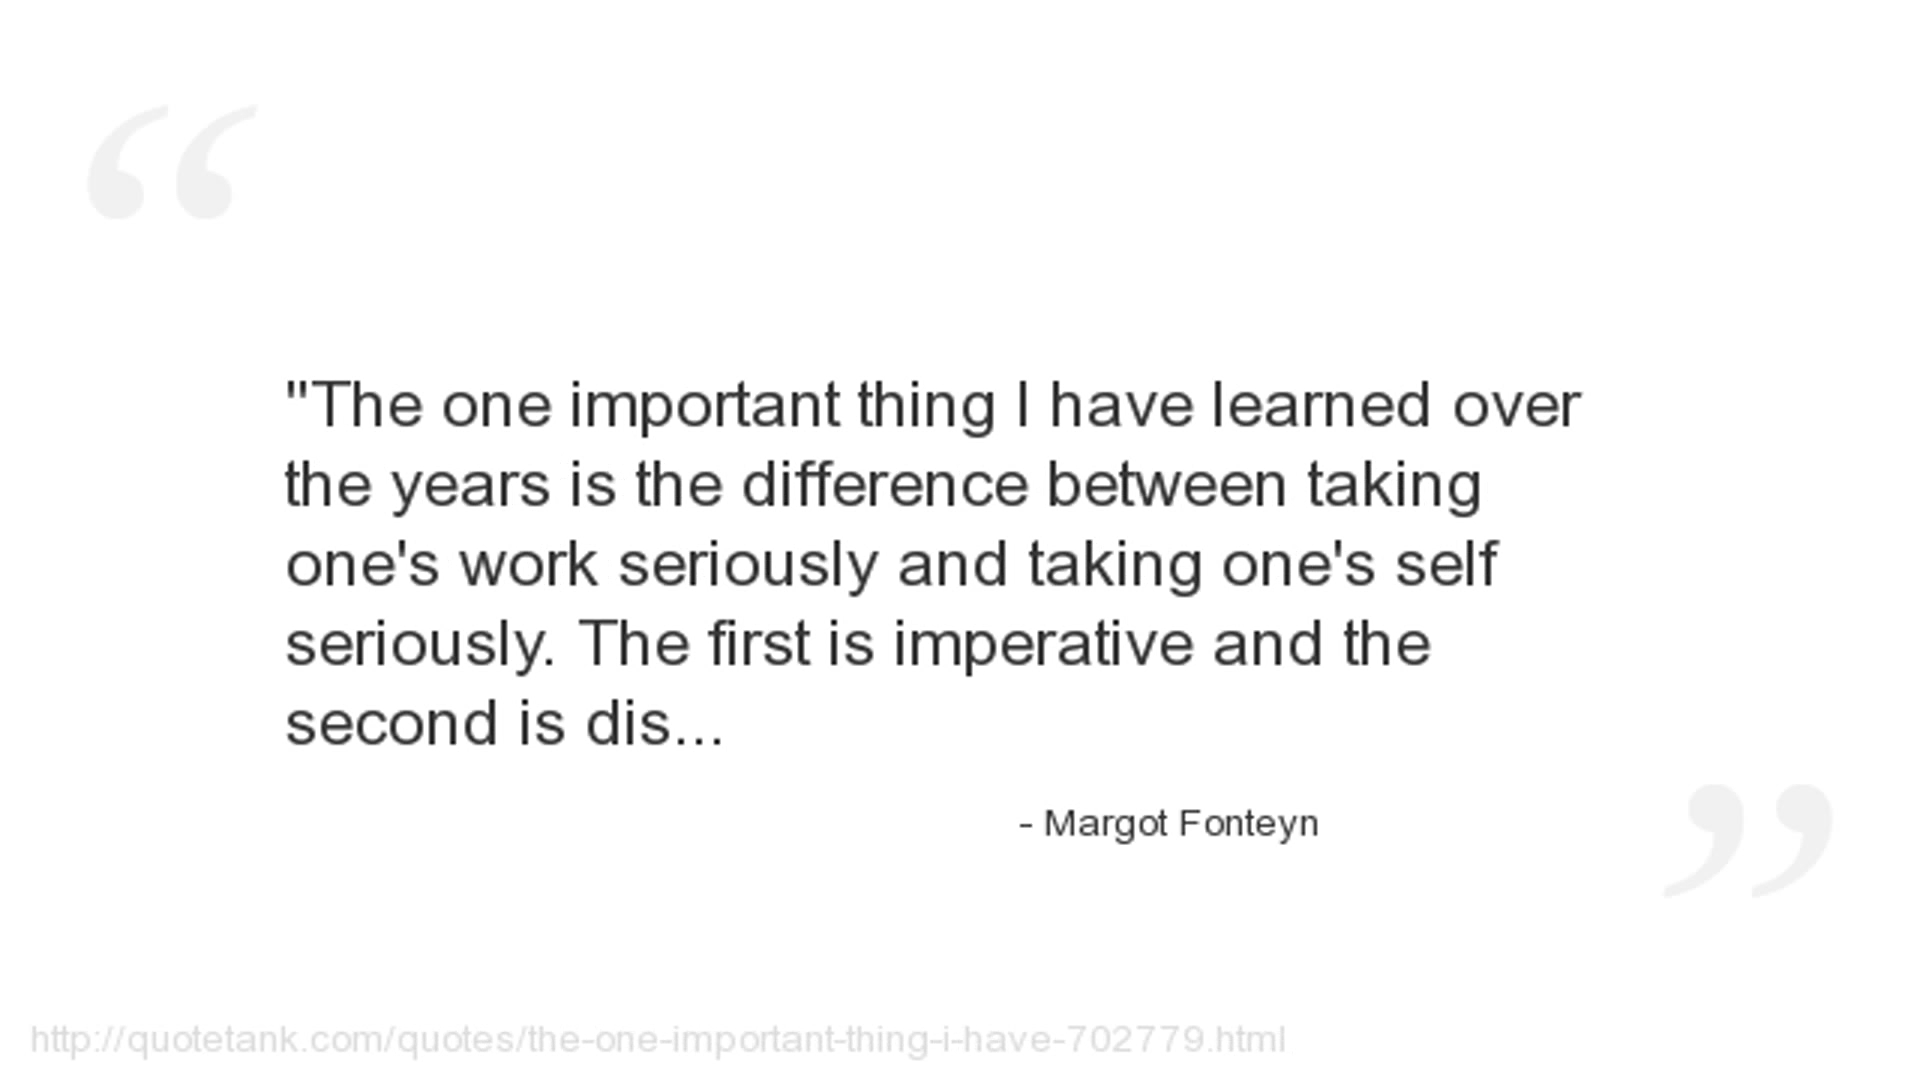 "The one important thing I have learned over
the years is the difference between taking
one's work seriously and taking one's self
seriously. The first is imperative and the
second is dis...
- Margot Fonteyn
http://quotetank.com/quotes/the-one-important-thing-i-have-702779.html